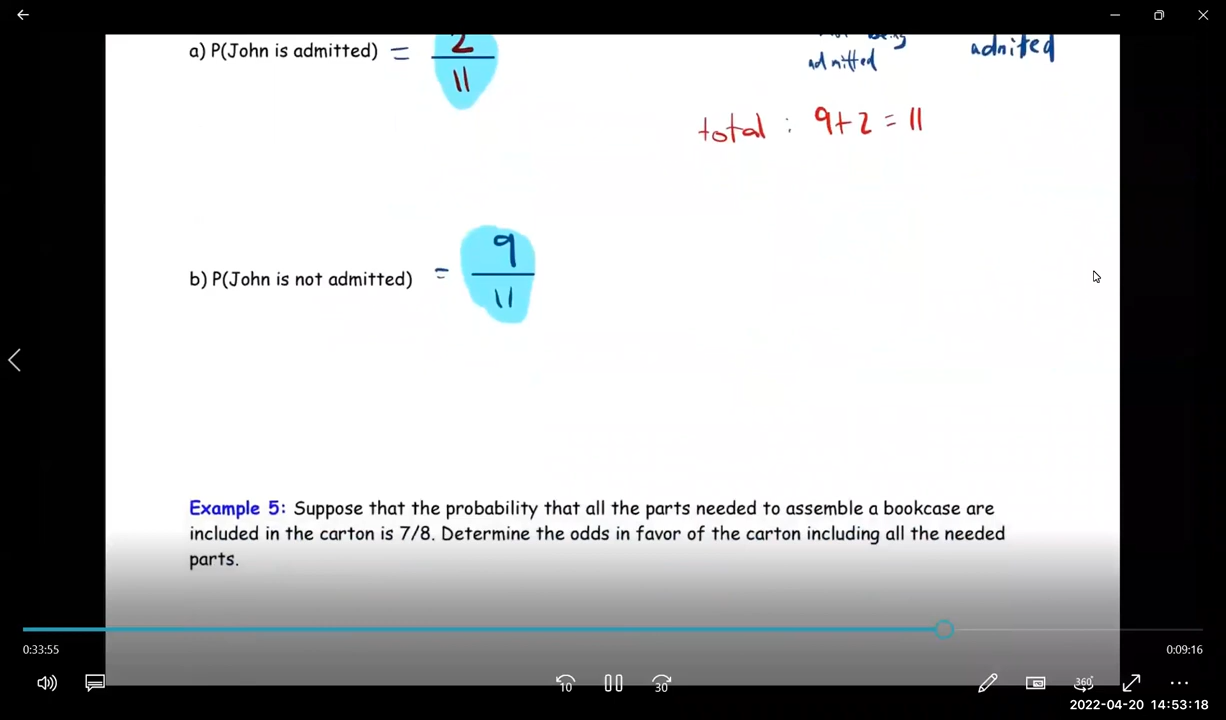 a) P(John is admitted) = 2/11
being
admitted
admited
total : 9+2 = 11
b) P(John is not admitted) = 9/11
Example 5: Suppose that the probability that all the parts needed to assemble a bookcase are
included in the carton is 7/8. Determine the odds in favor of the carton including all the needed
parts.
0:33:55
0:09:16
10
30
360°
2022-04-20 14:53:18